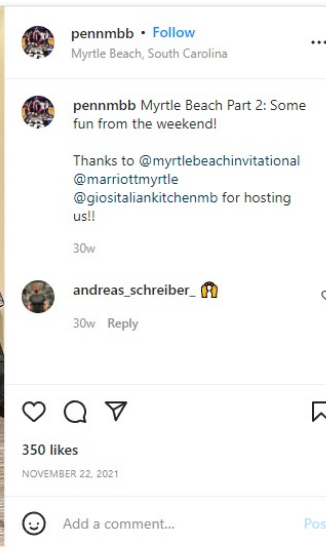 pennmbb • Follow
Myrtle Beach, South Carolina
pennmbb Myrtle Beach Part 2: Some
fun from the weekend!
Thanks to @myrtlebeachinvitational
@marriottmyrtle
@giositaliankitchenmb for hosting
us!!
30w
andreas_schreiber_
30w Reply
350 likes
NOVEMBER 22, 2021
Add a comment...